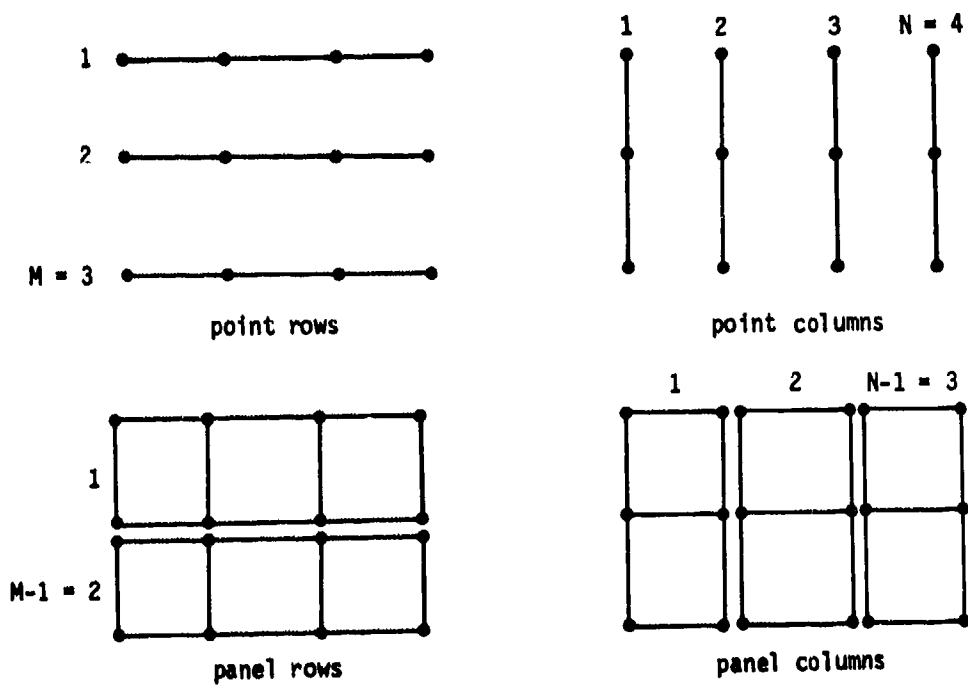 1
2
M = 3
point rows
1 2 3 N = 4
point columns
1
M-1 = 2
panel rows
1 2 N-1 = 3
panel columns